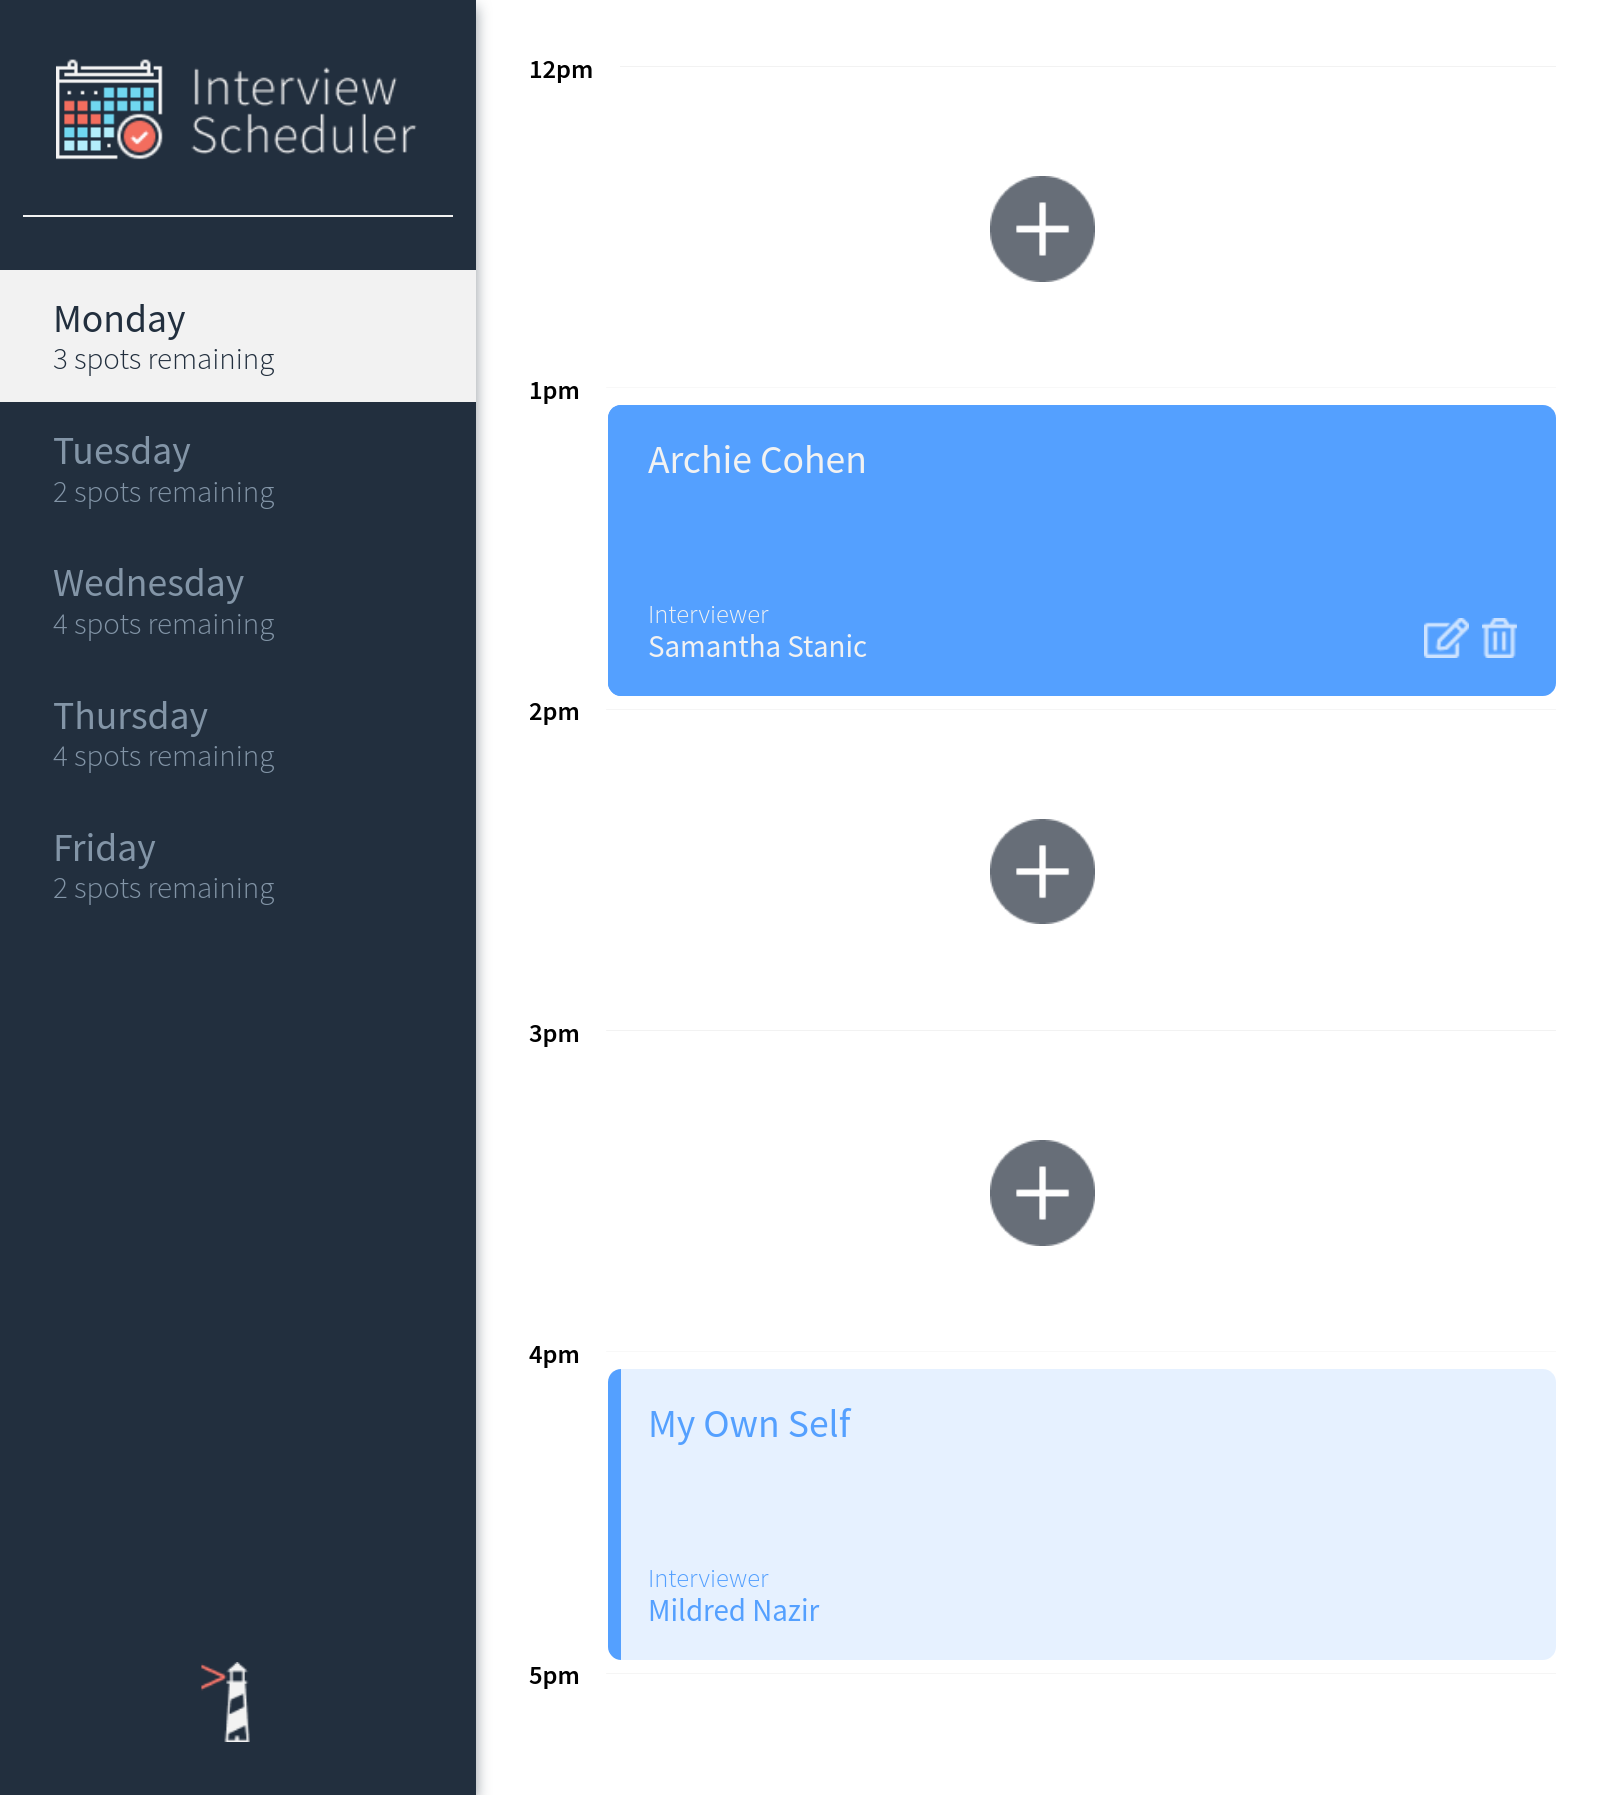 Interview
Scheduler
Monday
3 spots remaining
Tuesday
2 spots remaining
Wednesday
4 spots remaining
Thursday
4 spots remaining
Friday
2 spots remaining
12pm
1pm
Archie Cohen
Interviewer
Samantha Stanic
2pm
3pm
4pm
My Own Self
Interviewer
Mildred Nazir
5pm